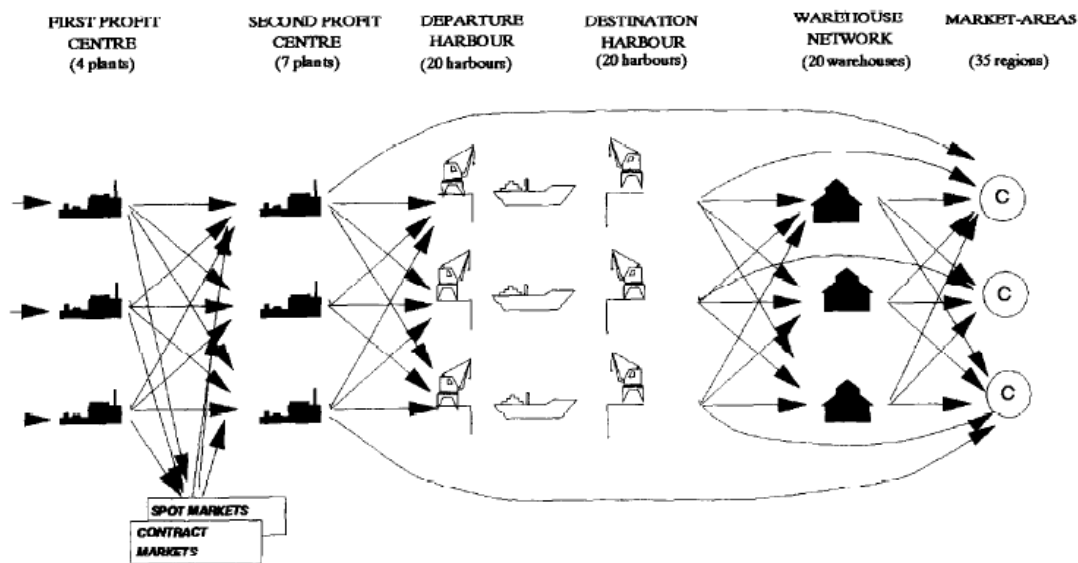 FIRST PROFIT
CENTRE
(4 plants)
SECOND PROFIT
CENTRE
(7 plants)
DEPARTURE
HARBOUR
(20 harbours)
DESTINATION
HARBOUR
(20 harbours)
WAREHOUSE
NETWORK
(20 warehouses)
MARKET-AREAS
(35 regions)
C
C
C
SPOT MARKETS
CONTRACT
MARKETS